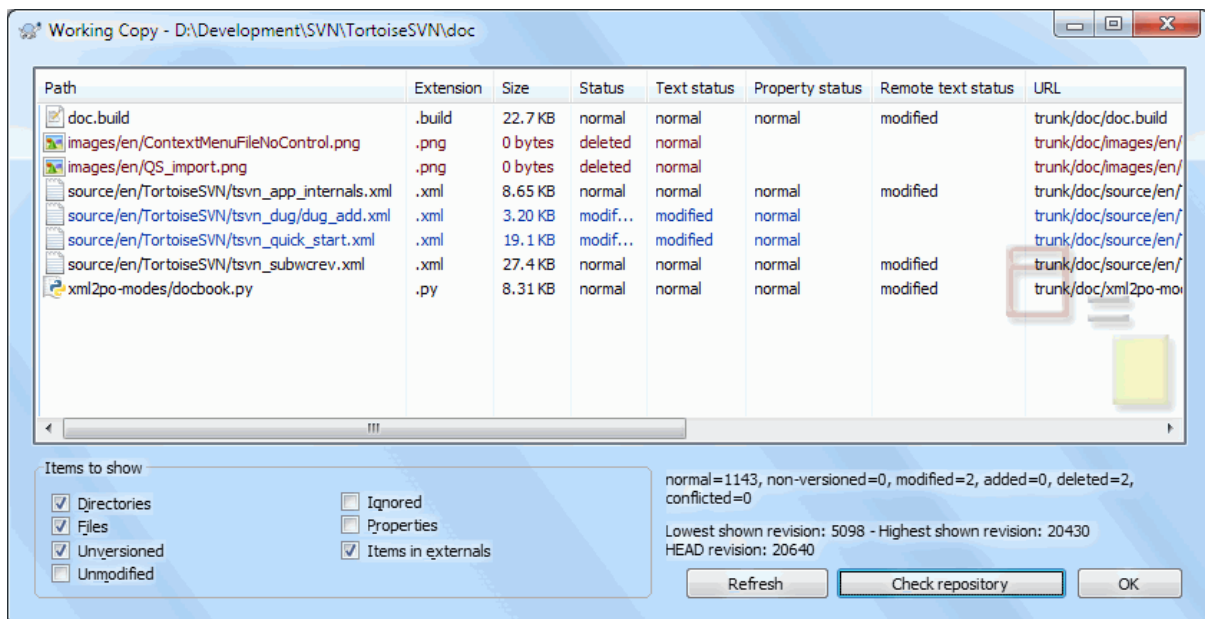 Working Copy - D:\Development\SVN\TortoiseSVN\doc
Path Extension Size Status Text status Property status Remote text status URL
doc.build .build 22.7 KB normal normal normal modified trunk/doc/doc.build
images/en/ContextMenuFileNoControl.png .png 0 bytes deleted normal trunk/doc/images/en/
images/en/QS_import.png .png 0 bytes deleted normal trunk/doc/images/en/
source/en/TortoiseSVN/tsvn_app_internals.xml .xml 8.65 KB normal normal normal modified trunk/doc/source/en/
source/en/TortoiseSVN/tsvn_dug/dug_add.xml .xml 3.20 KB modif... modified normal trunk/doc/source/en/
source/en/TortoiseSVN/tsvn_quick_start.xml .xml 19.1 KB modif... modified normal trunk/doc/source/en/
source/en/TortoiseSVN/tsvn_subwcrev.xml .xml 27.4 KB normal normal normal modified trunk/doc/source/en/
xml2po-modes/docbook.py .py 8.31 KB normal normal normal modified trunk/doc/xml2po-mo
Items to show
Directories Ignored
Files Properties
Unversioned Items in externals
Unmodified
normal=1143, non-versioned=0, modified=2, added=0, deleted=2,
conflicted=0
Lowest shown revision: 5098 - Highest shown revision: 20430
HEAD revision: 20640
Refresh Check repository OK